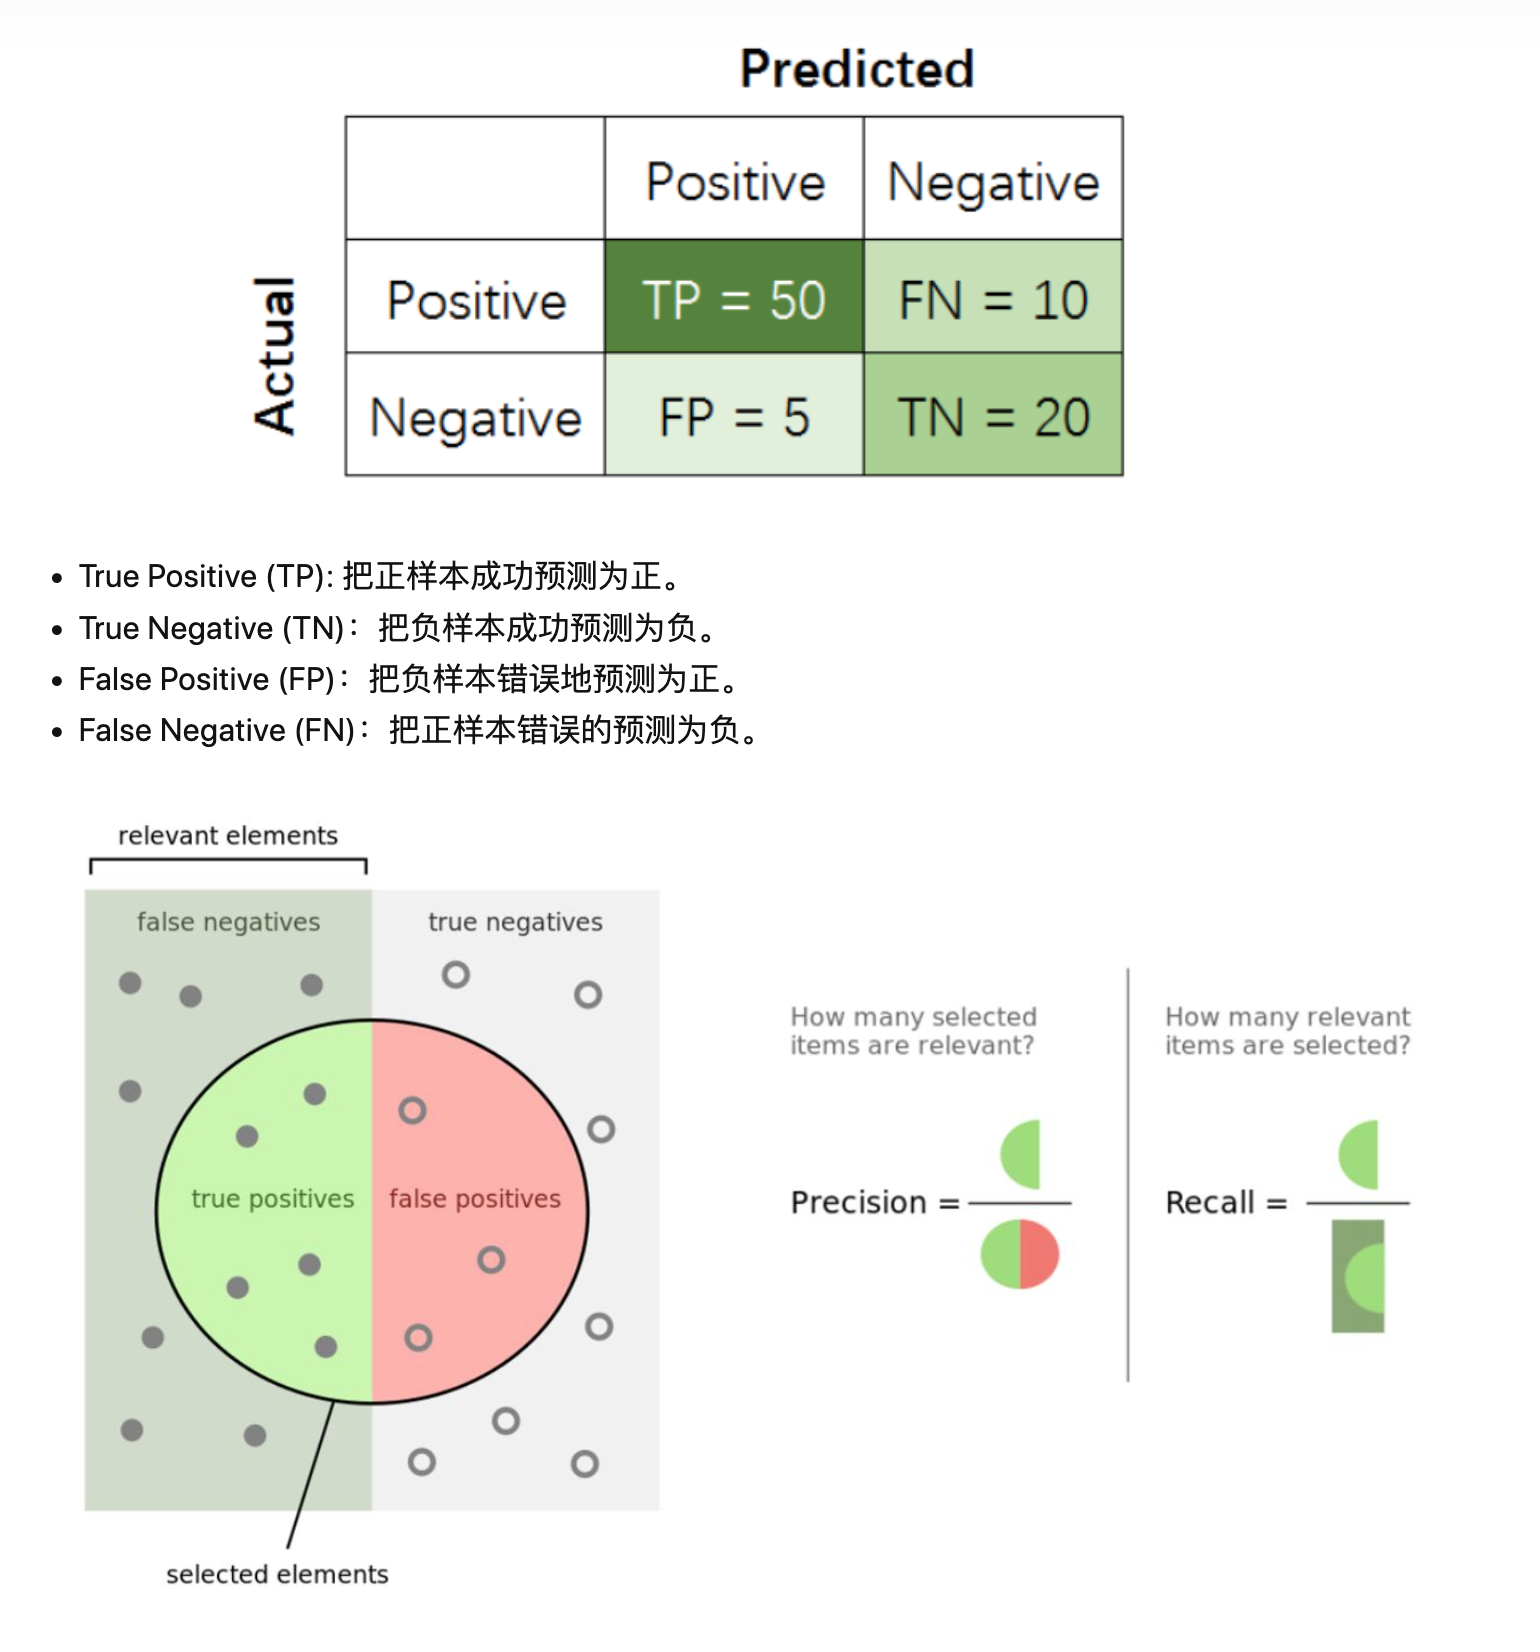 Predicted
Positive Negative
Actual
Positive TP = 50 FN = 10
Negative FP = 5 TN = 20
• True Positive (TP): 把正样本成功预测为正。
• True Negative (TN)：把负样本成功预测为负。
• False Positive (FP)：把负样本错误地预测为正。
• False Negative (FN)：把正样本错误的预测为负。
relevant elements
false negatives true negatives
true positives false positives
selected elements
How many selected
items are relevant?
Precision =
How many relevant
items are selected?
Recall =